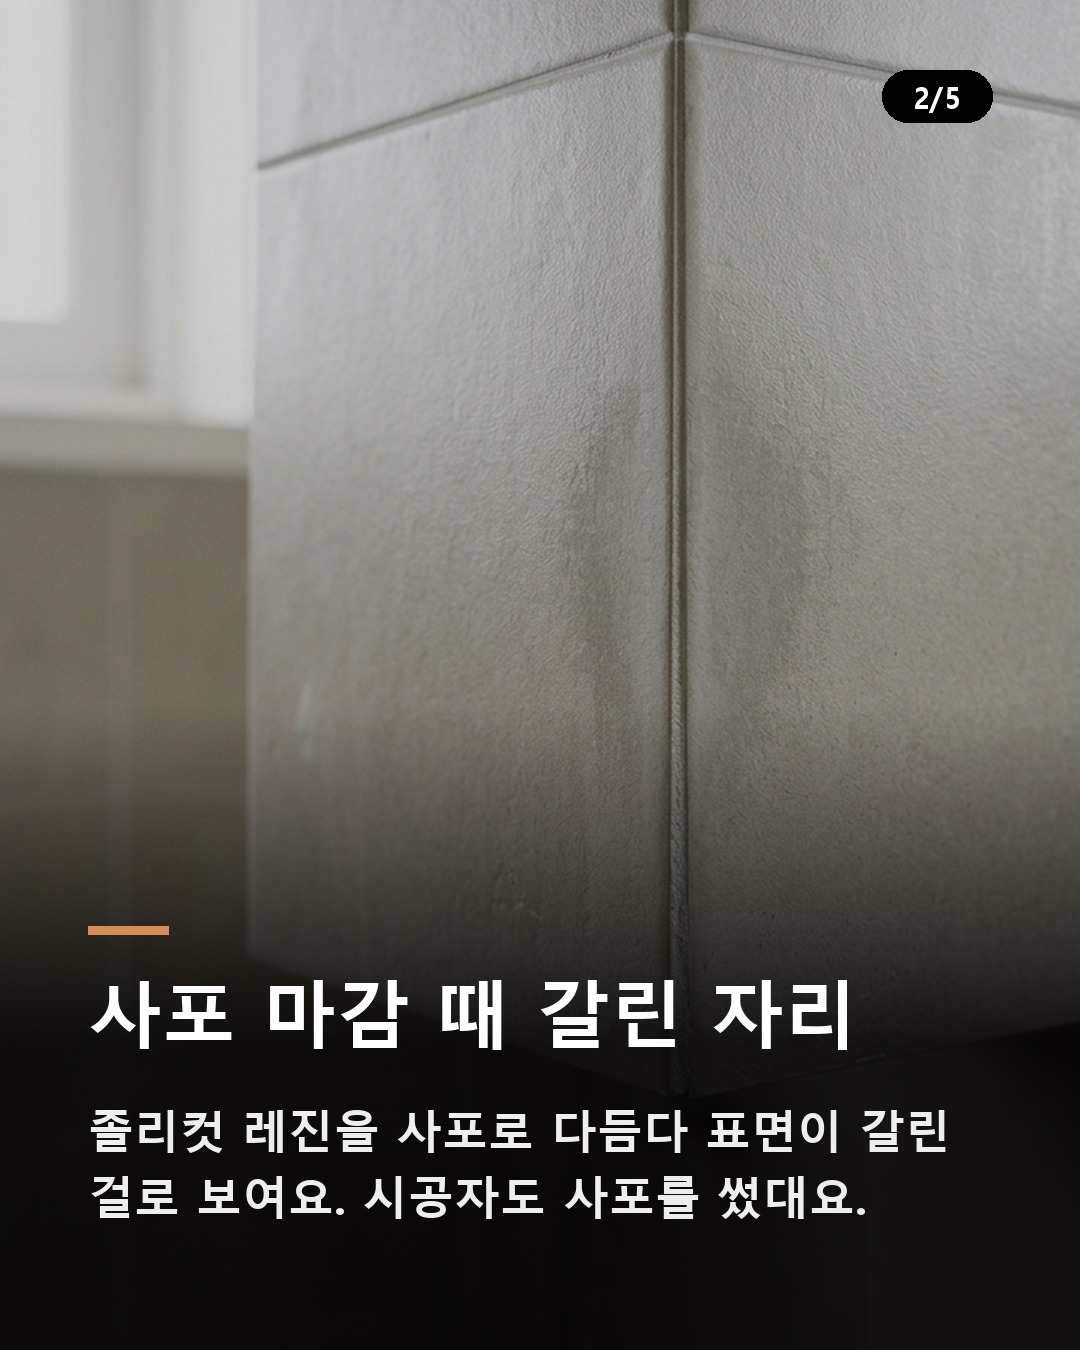 2/5
사포 마감 때 갈린 자리
졸리컷 레진을 사포로 다듬다 표면이 갈린
걸로 보여요. 시공자도 사포를 썼대요.